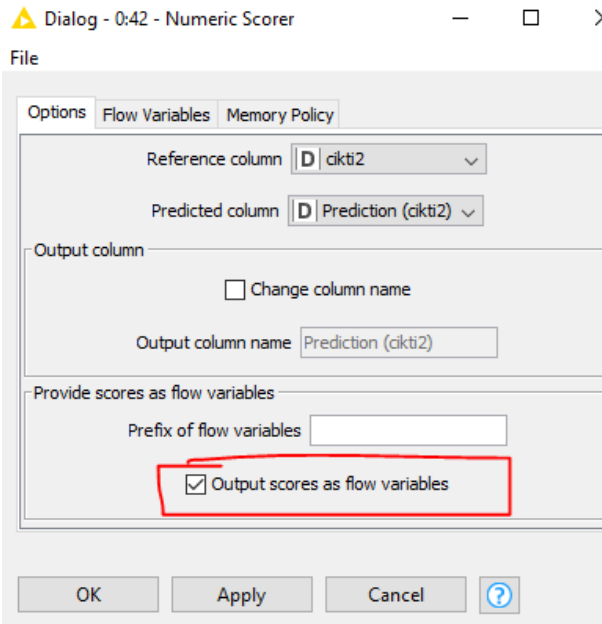 Dialog - 0:42 - Numeric Scorer
File
Options Flow Variables Memory Policy
Reference column D cikti2
Predicted column D Prediction (cikti2)
Output column
Change column name
Output column name Prediction (cikti2)
Provide scores as flow variables
Prefix of flow variables
Output scores as flow variables
OK Apply Cancel ?